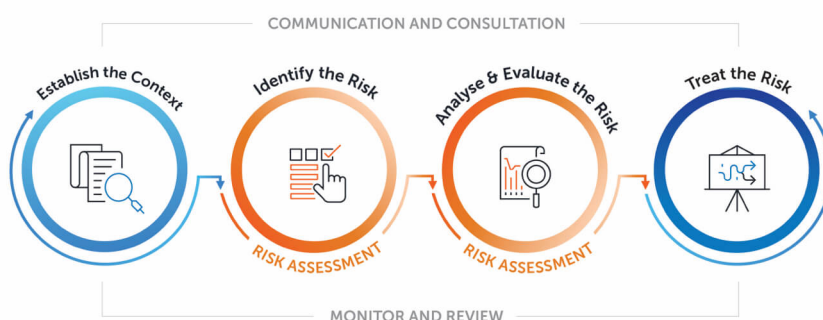 COMMUNICATION AND CONSULTATION
Establish the Context
Identify the Risk
Analyse & Evaluate the Risk
Treat the Risk
RISK ASSESSMENT
RISK ASSESSMENT
MONITOR AND REVIEW